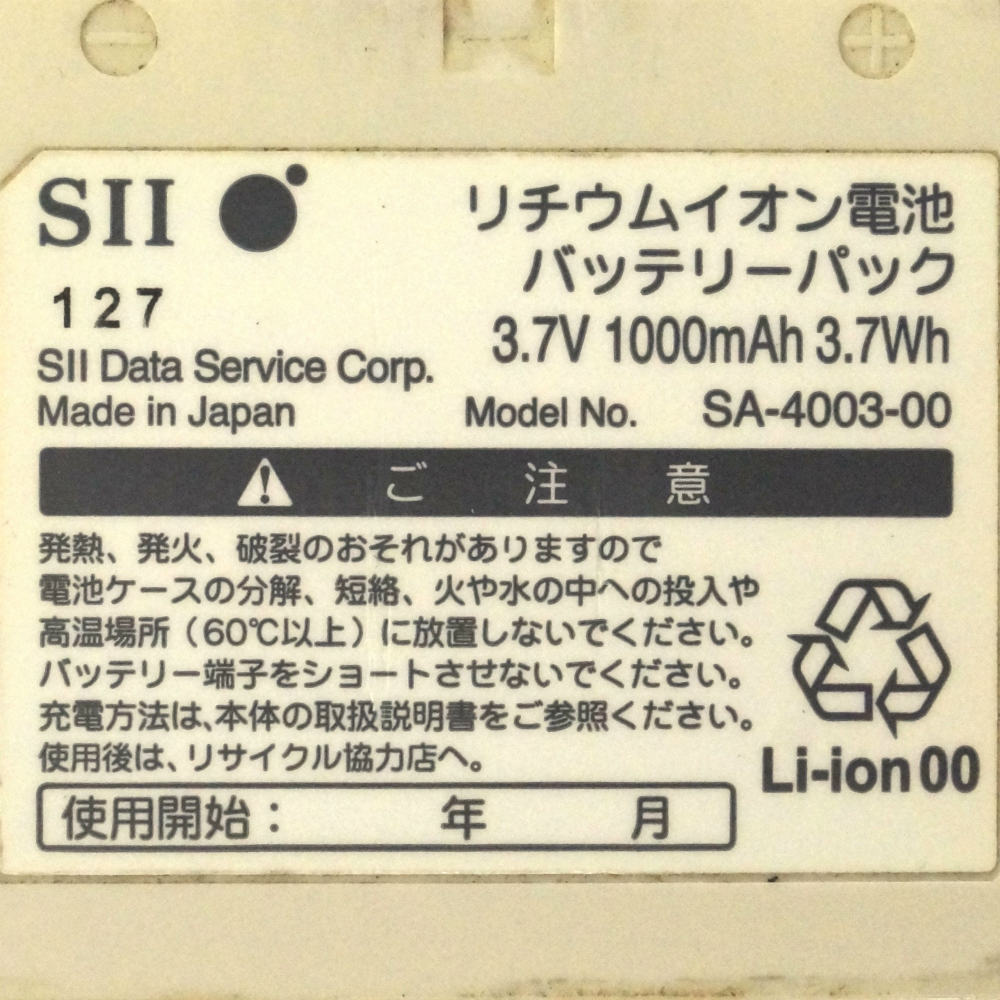 SII
リチウムイオン電池
バッテリーパック
127
3.7V 1000mAh 3.7Wh
SII Data Service Corp.
Made in Japan
Model No. SA-4003-00
ご注意
発熱、発火、破裂のおそれがありますので
電池ケースの分解、短絡、火や水の中への投入や
高温場所（60℃以上）に放置しないでください。
バッテリー端子をショートさせないでください。
充電方法は、本体の取扱説明書をご参照ください。
使用後は、リサイクル協力店へ。
Li-ion 00
使用開始： 年 月